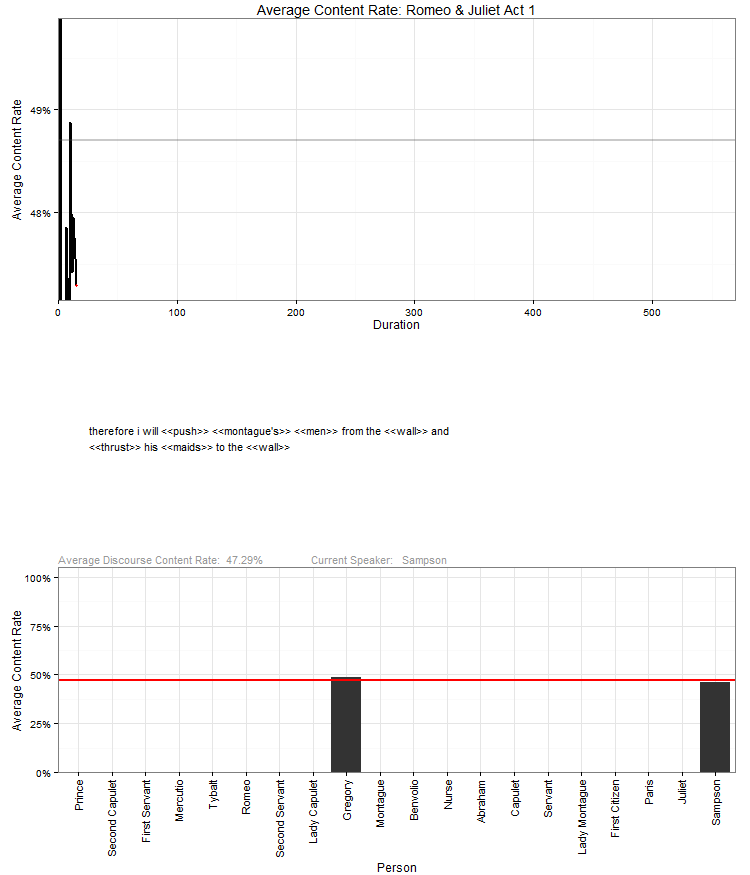 Average Content Rate: Romeo & Juliet Act 1
Average Content Rate
49%
48%
0
100
200
300
400
500
Duration
therefore i will <<push>> <<montague's>> <<men>> from the <<wall>> and
<<thrust>> his <<maids>> to the <<wall>>
Average Discourse Content Rate: 47.29%
Current Speaker: Sampson
Average Content Rate
100%
75%
50%
25%
0%
Prince
Second Capulet
First Servant
Mercutio
Tybalt
Romeo
Second Servant
Lady Capulet
Gregory
Montague
Benvolio
Nurse
Abraham
Capulet
Servant
Lady Montague
First Citizen
Paris
Juliet
Sampson
Person